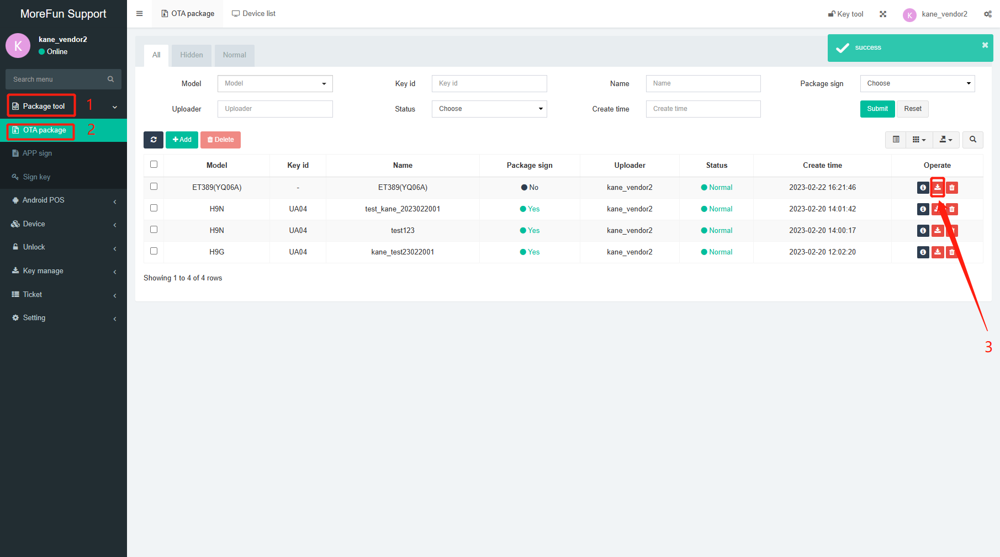 MoreFun Support
OTA package
Device list
Key tool
K
kane_vendor2
K
kane_vendor2
Online
success
Search menu
All
Hidden
Normal
Model
Model
Key id
Key id
Name
Name
Package sign
Choose
Uploader
Uploader
Status
Choose
Create time
Create time
Submit
Reset
Package tool
1
OTA package
2
APP sign
Sign key
Android POS
Device
Unlock
Key manage
Ticket
Setting
Add
Delete
Model Key id Name Package sign Uploader Status Create time Operate
ET389(YQ06A) - ET389(YQ06A) No kane_vendor2 Normal 2023-02-22 16:21:46
H9N UA04 test_kane_2023022001 Yes kane_vendor2 Normal 2023-02-20 14:01:42
H9N UA04 test123 Yes kane_vendor2 Normal 2023-02-20 14:00:17
H9G UA04 kane_test23022001 Yes kane_vendor2 Normal 2023-02-20 12:02:20
Showing 1 to 4 of 4 rows
3